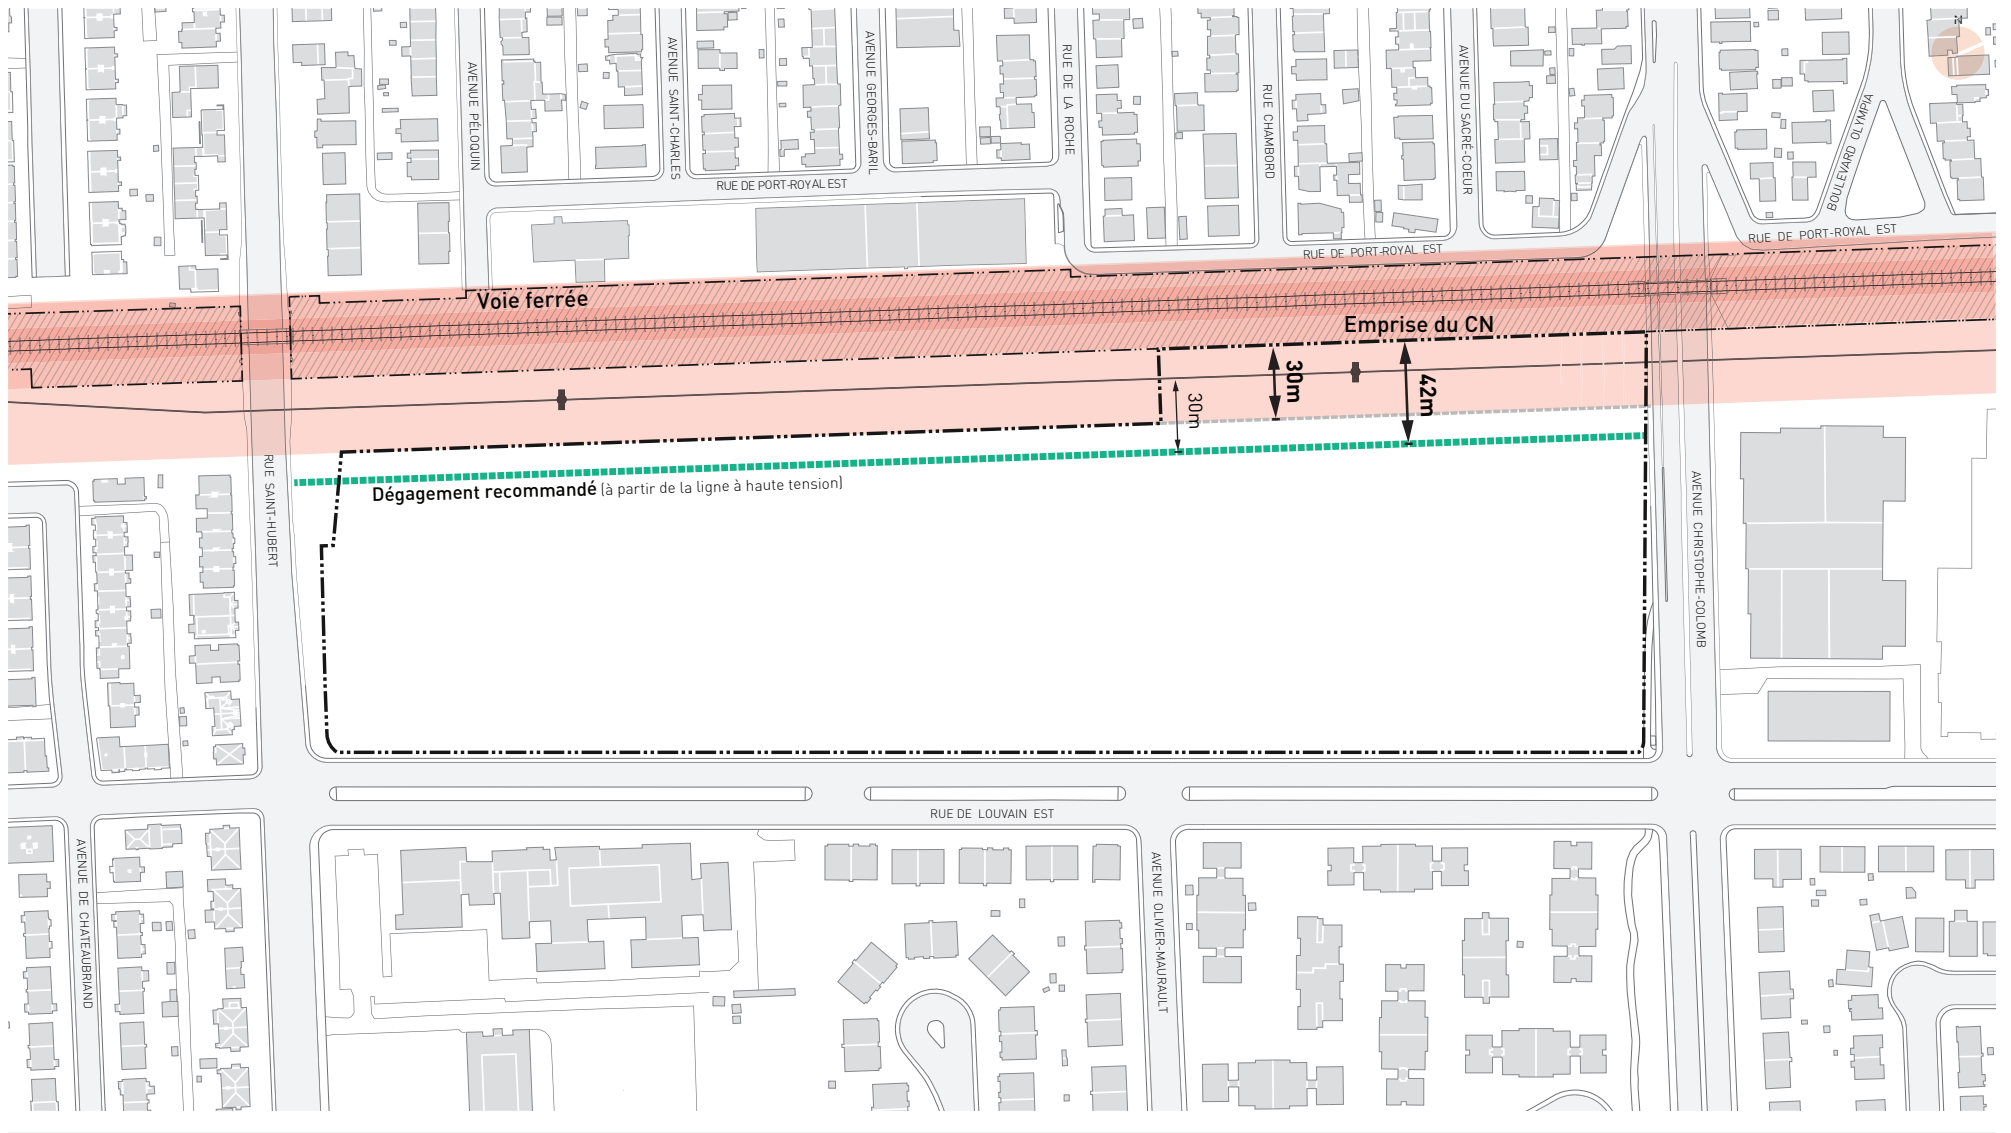 N
AVENUE PÉLOQUIN
AVENUE SAINT-CHARLES
AVENUE GEORGES-BARIL
RUE DE LA ROCHE
RUE CHAMBORD
AVENUE DU SACRÉ-COEUR
BOULEVARD OLYMPIA
RUE DE PORT-ROYAL EST
RUE DE PORT-ROYAL EST
RUE DE PORT-ROYAL EST
Voie ferrée
Emprise du CN
30m
42m
30m
RUE SAINT-HUBERT
Dégagement recommandé (à partir de la ligne à haute tension)
AVENUE CHRISTOPHE-COLOMB
RUE DE LOUVAIN EST
AVENUE DE CHATEAUBRIAND
AVENUE OLIVIER-MAURAULT